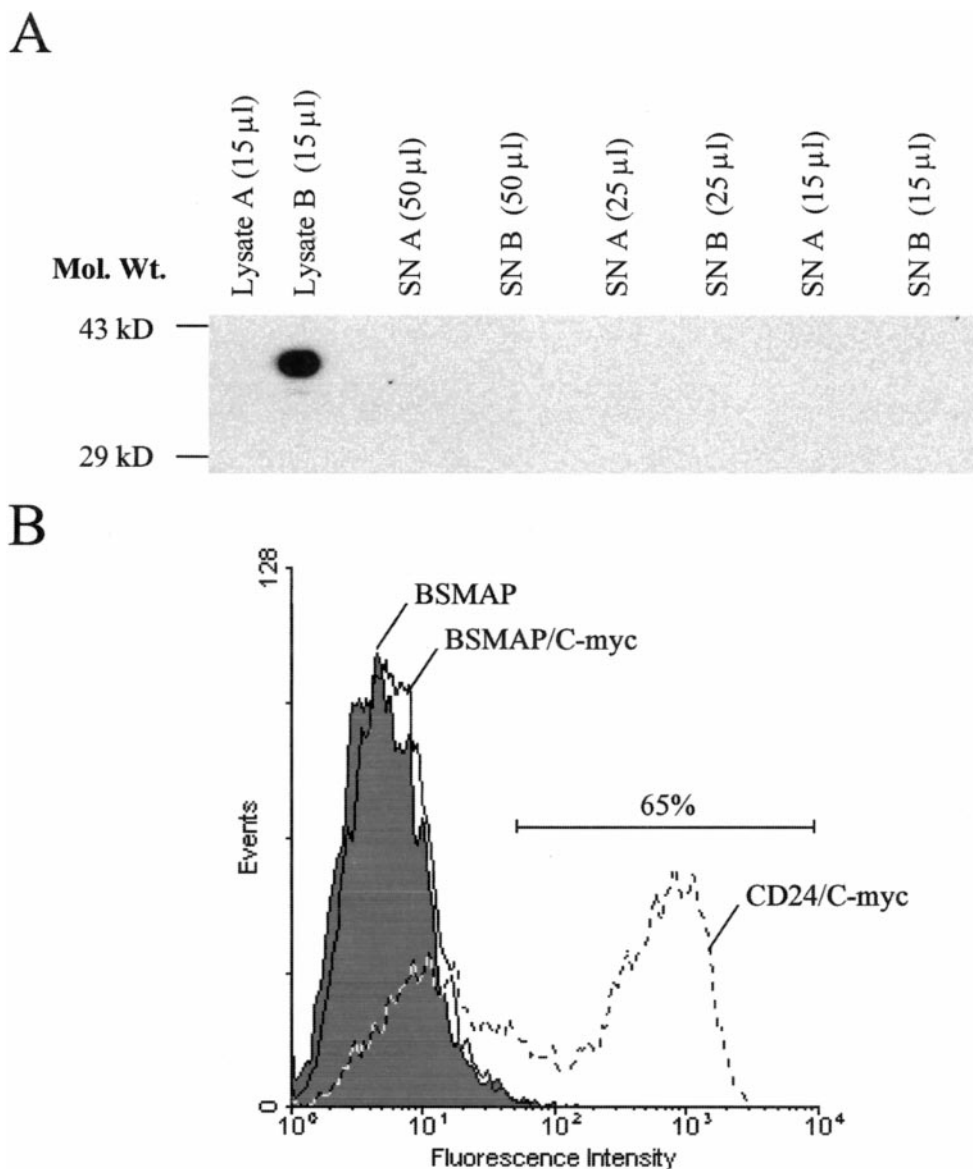 A
Lysate A (15 µl)
Lysate B (15 µl)
SN A (50 µl)
SN B (50 µl)
SN A (25 µl)
SN B (25 µl)
SN A (15 µl)
SN B (15 µl)
Mol. Wt.
43 kD
29 kD
B
128
BSMAP
BSMAP/C-myc
65%
Events
CD24/C-myc
0
10⁰ 10¹ 10² 10³ 10⁴
Fluorescence Intensity